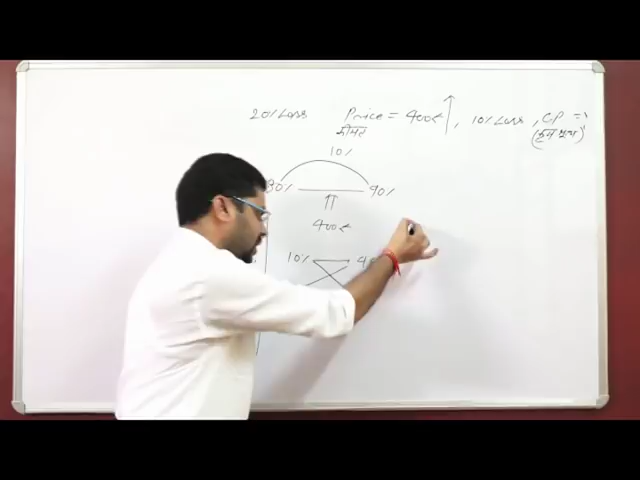 20% Loss Price = 400₹↑, 10% Loss, CP =?
कीमत (क्रय मूल्य)
10%
80% 90%
⇑
400₹
10%